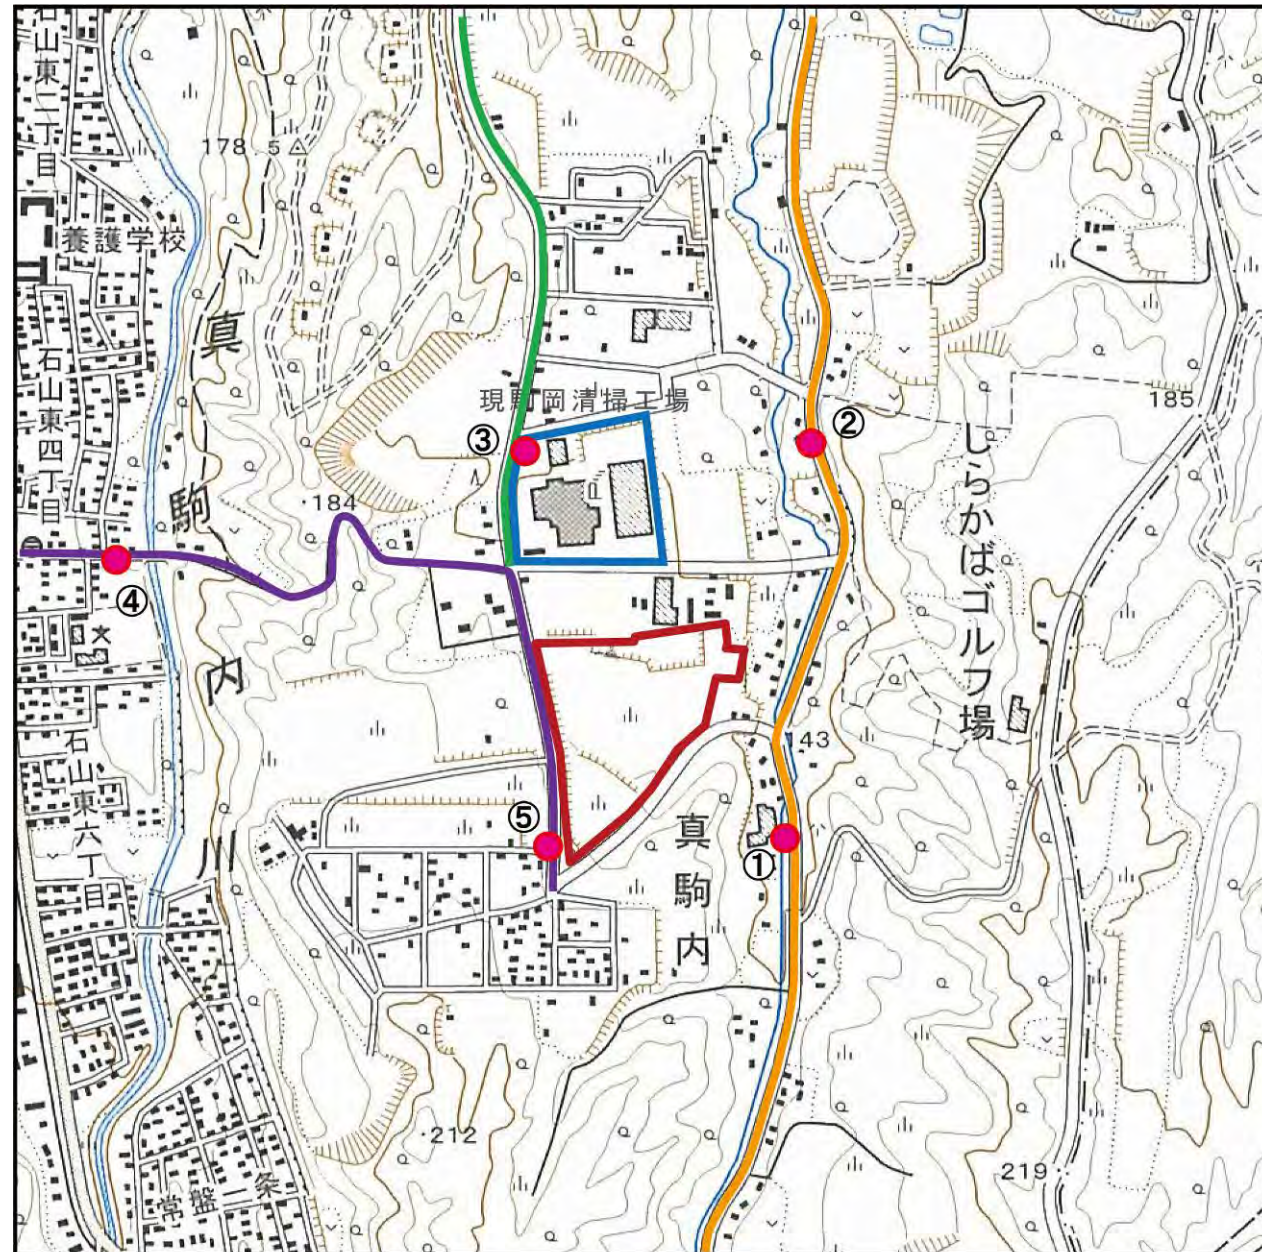 石山東二丁目
178.5
養護学校
真駒内川
石山東四丁目
現駒岡清掃工場
③
②
185
・184
しらかばゴルフ場
④
43
石山東六丁目
⑤
①
真駒内
・212
219
常盤一条